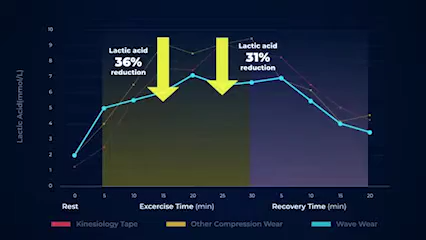 10
9
8
7
6
5
4
3
2
1
0
Lactic Acid(mmol/L)
Lactic acid
36%
reduction
Lactic acid
31%
reduction
0 5 10 15 20 25 30 5 10 15 20
Rest Excercise Time (min) Recovery Time (min)
Kinesiology Tape Other Compression Wear Wave Wear